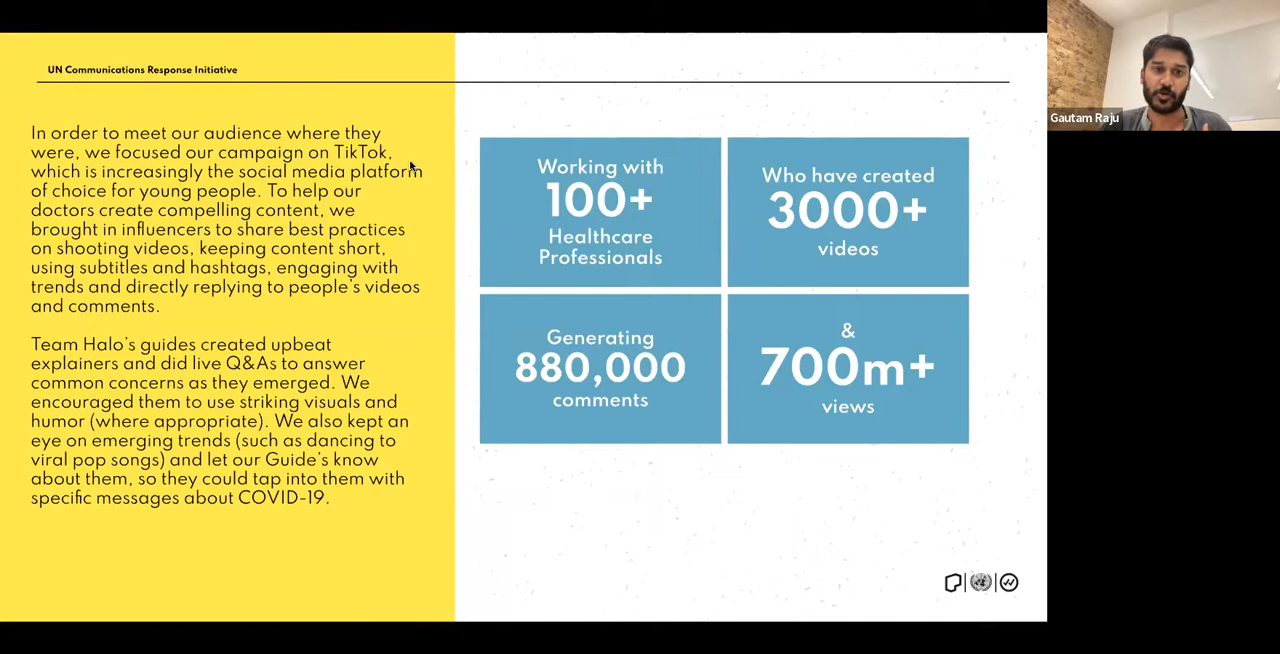 UN Communications Response Initiative
In order to meet our audience where they
were, we focused our campaign on TikTok,
which is increasingly the social media platform
of choice for young people. To help our
doctors create compelling content, we
brought in influencers to share best practices
on shooting videos, keeping content short,
using subtitles and hashtags, engaging with
trends and directly replying to people's videos
and comments.
Team Halo's guides created upbeat
explainers and did live Q&As to answer
common concerns as they emerged. We
encouraged them to use striking visuals and
humor (where appropriate). We also kept an
eye on emerging trends (such as dancing to
viral pop songs) and let our Guide's know
about them, so they could tap into them with
specific messages about COVID-19.
Working with
100+
Healthcare
Professionals
Who have created
3000+
videos
Generating
880,000
comments
&
700m+
views
Gautam Raju